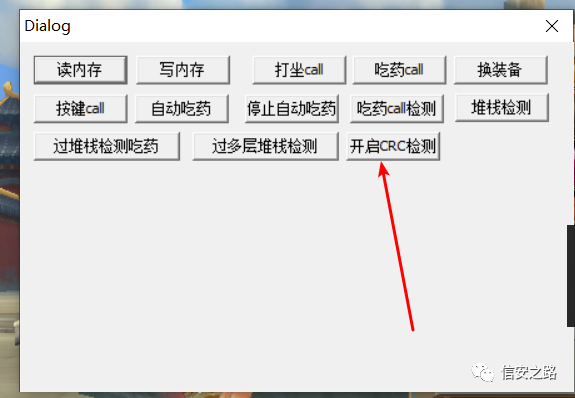 Dialog
读内存 写内存 打坐call 吃药call 换装备
按键call 自动吃药 停止自动吃药 吃药call检测 堆栈检测
过堆栈检测吃药 过多层堆栈检测 开启CRC检测
信安之路